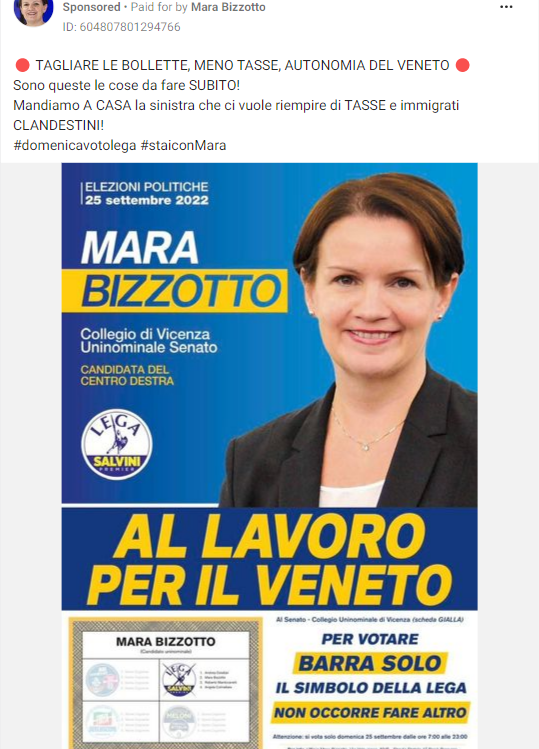 Sponsored • Paid for by Mara Bizzotto
ID: 604807801294766
🔴 TAGLIARE LE BOLLETTE, MENO TASSE, AUTONOMIA DEL VENETO 🔴
Sono queste le cose da fare SUBITO!
Mandiamo A CASA la sinistra che ci vuole riempire di TASSE e immigrati
CLANDESTINI!
#domenicavotolega #staiconMara
ELEZIONI POLITICHE
25 settembre 2022
MARA
BIZZOTTO
Collegio di Vicenza
Uninominale Senato
CANDIDATA DEL
CENTRO DESTRA
LEGA
SALVINI
PREMIER
AL LAVORO
PER IL VENETO
MARA BIZZOTTO
(Candidato uninominale)
LEGA
SALVINI
MELONI
Al Senato - Collegio Uninominale di Vicenza (scheda GIALLA)
PER VOTARE
BARRA SOLO
IL SIMBOLO DELLA LEGA
NON OCCORRE FARE ALTRO
Attenzione: si vota solo domenica 25 settembre dalle ore 7:00 alle 23:00